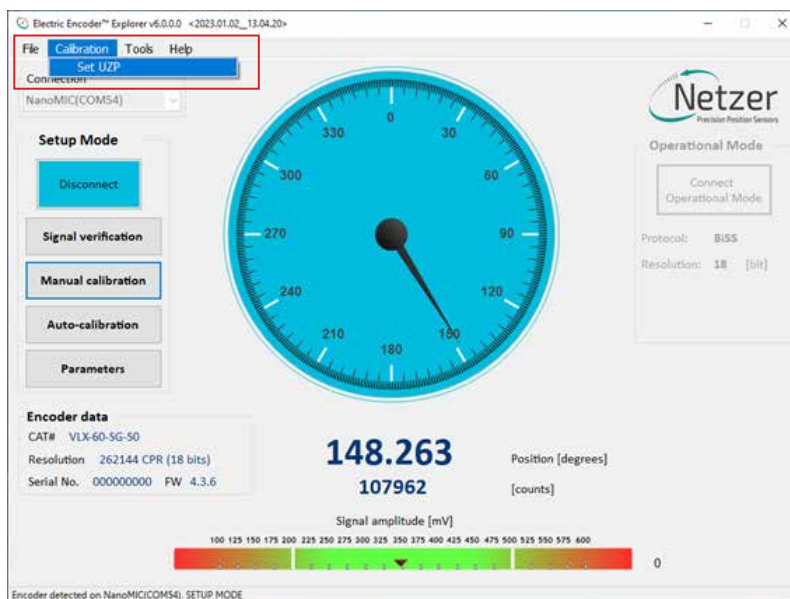 Electric Encoder™ Explorer v6.0.0.0 <2023.01.02__13.04.20>
File Calibration Tools Help
Set UZP
Connection
NanoMIC(COM54)
Netzer
Precision Position Sensors
Setup Mode
Disconnect
Signal verification
Manual calibration
Auto-calibration
Parameters
0
30
60
90
120
150
180
210
240
270
300
330
Operational Mode
Connect
Operational Mode
Protocol: BiSS
Resolution: 18 [bit]
Encoder data
CAT# VLX-60-SG-S0
Resolution 262144 CPR (18 bits)
Serial No. 000000000 FW 4.3.6
148.263 Position [degrees]
107962 [counts]
Signal amplitude [mV]
100 125 150 175 200 225 250 275 300 325 350 375 400 425 450 475 500 525 550 575 600
0
Encoder detected on NanoMIC(COM54). SETUP MODE